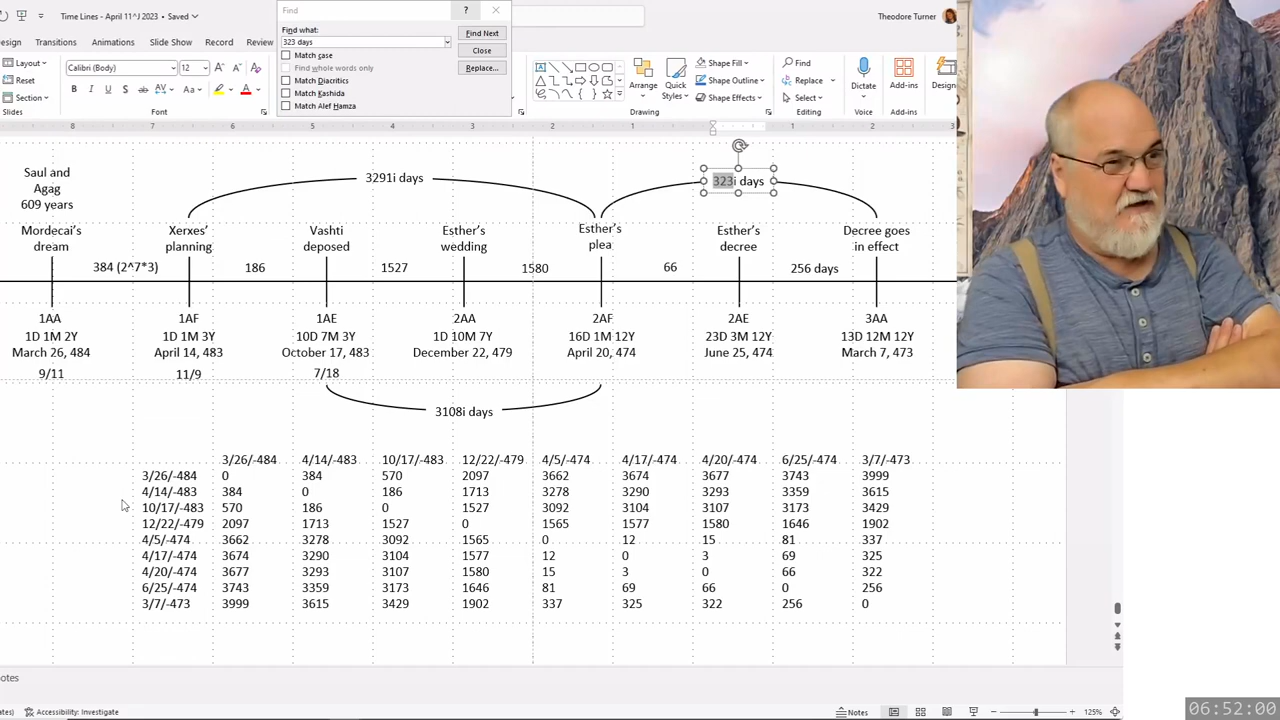 Time Lines - April 11^J 2023 • Saved
Find
?
Theodore Turner
Transitions
Animations
Slide Show
Record
Review
Find what:
323 days
Find Next
Close
Replace...
Match case
Find whole words only
Match Diacritics
Match Kashida
Match Alef Hamza
Layout
Reset
Section
Calibri (Body)
12
Font
Arrange
Quick
Styles
Shape Fill
Shape Outline
Shape Effects
Drawing
Find
Replace
Select
Editing
Dictate
Voice
Add-ins
Add-ins
8 7 6 5 4 3 2 1 1 2 3
Saul and
Agag
609 years
3291i days
323i days
Mordecai's
dream
Xerxes'
planning
Vashti
deposed
Esther's
wedding
Esther's
plea
Esther's
decree
Decree goes
in effect
384 (2^7*3)
186
1527
1580
66
256 days
1AA
1D 1M 2Y
March 26, 484
9/11
1AF
1D 1M 3Y
April 14, 483
11/9
1AE
10D 7M 3Y
October 17, 483
7/18
2AA
1D 10M 7Y
December 22, 479
2AF
16D 1M 12Y
April 20, 474
2AE
23D 3M 12Y
June 25, 474
3AA
13D 12M 12Y
March 7, 473
3108i days
3/26/-484 4/14/-483 10/17/-483 12/22/-479 4/5/-474 4/17/-474 4/20/-474 6/25/-474 3/7/-473
3/26/-484 0 384 570 2097 3662 3674 3677 3743 3999
4/14/-483 384 0 186 1713 3278 3290 3293 3359 3615
10/17/-483 570 186 0 1527 3092 3104 3107 3173 3429
12/22/-479 2097 1713 1527 0 1565 1577 1580 1646 1902
4/5/-474 3662 3278 3092 1565 0 12 15 81 337
4/17/-474 3674 3290 3104 1577 12 0 3 69 325
4/20/-474 3677 3293 3107 1580 15 3 0 66 322
6/25/-474 3743 3359 3173 1646 81 69 66 0 256
3/7/-473 3999 3615 3429 1902 337 325 322 256 0
otes
Accessibility: Investigate
Notes
125%
06:52:00